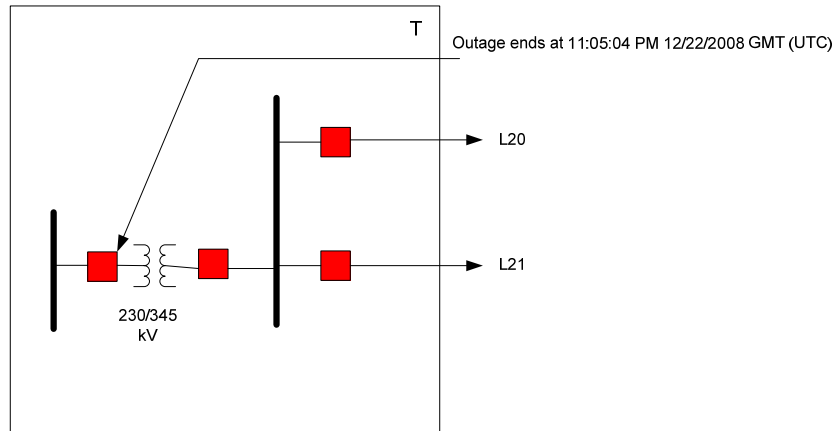 T
Outage ends at 11:05:04 PM 12/22/2008 GMT (UTC)
L20
L21
230/345
kV